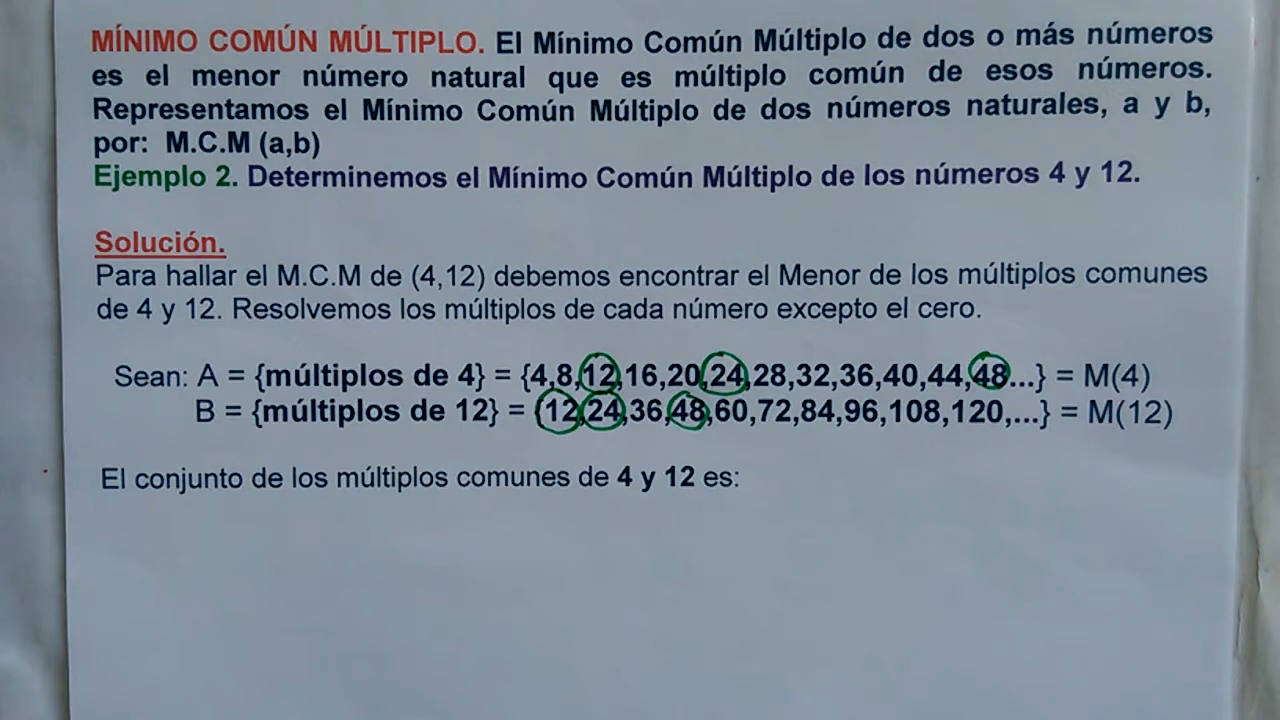 MÍNIMO COMÚN MÚLTIPLO. El Mínimo Común Múltiplo de dos o más números
es el menor número natural que es múltiplo común de esos números.
Representamos el Mínimo Común Múltiplo de dos números naturales, a y b,
por: M.C.M (a,b)
Ejemplo 2. Determinemos el Mínimo Común Múltiplo de los números 4 y 12.
Solución.
Para hallar el M.C.M de (4,12) debemos encontrar el Menor de los múltiplos comunes
de 4 y 12. Resolvemos los múltiplos de cada número excepto el cero.
Sean: A = {múltiplos de 4} = {4,8,12,16,20,24,28,32,36,40,44,48...} = M(4)
B = {múltiplos de 12} = {12,24,36,48,60,72,84,96,108,120,...} = M(12)
El conjunto de los múltiplos comunes de 4 y 12 es: